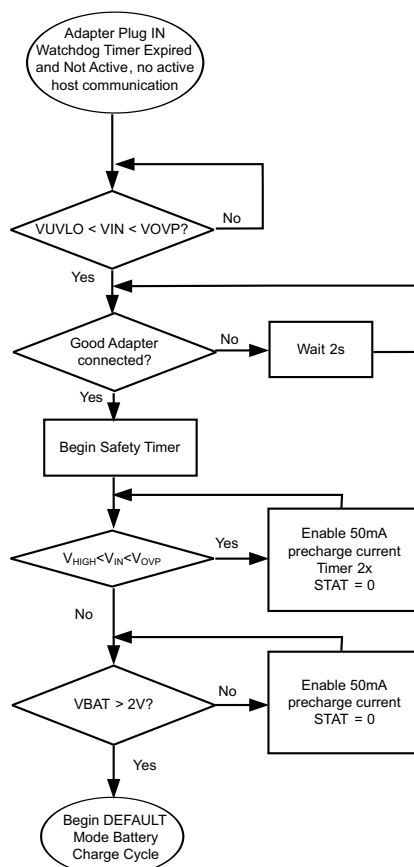 Adapter Plug IN
Watchdog Timer Expired
and Not Active, no active
host communication
VUVLO < VIN < VOVP?
No
Yes
Good Adapter
connected?
No
Wait 2s
Yes
Begin Safety Timer
VHIGH<VIN<VOVP
Yes
Enable 50mA
precharge current
Timer 2x
STAT = 0
No
VBAT > 2V?
No
Enable 50mA
precharge current
STAT = 0
Yes
Begin DEFAULT
Mode Battery
Charge Cycle